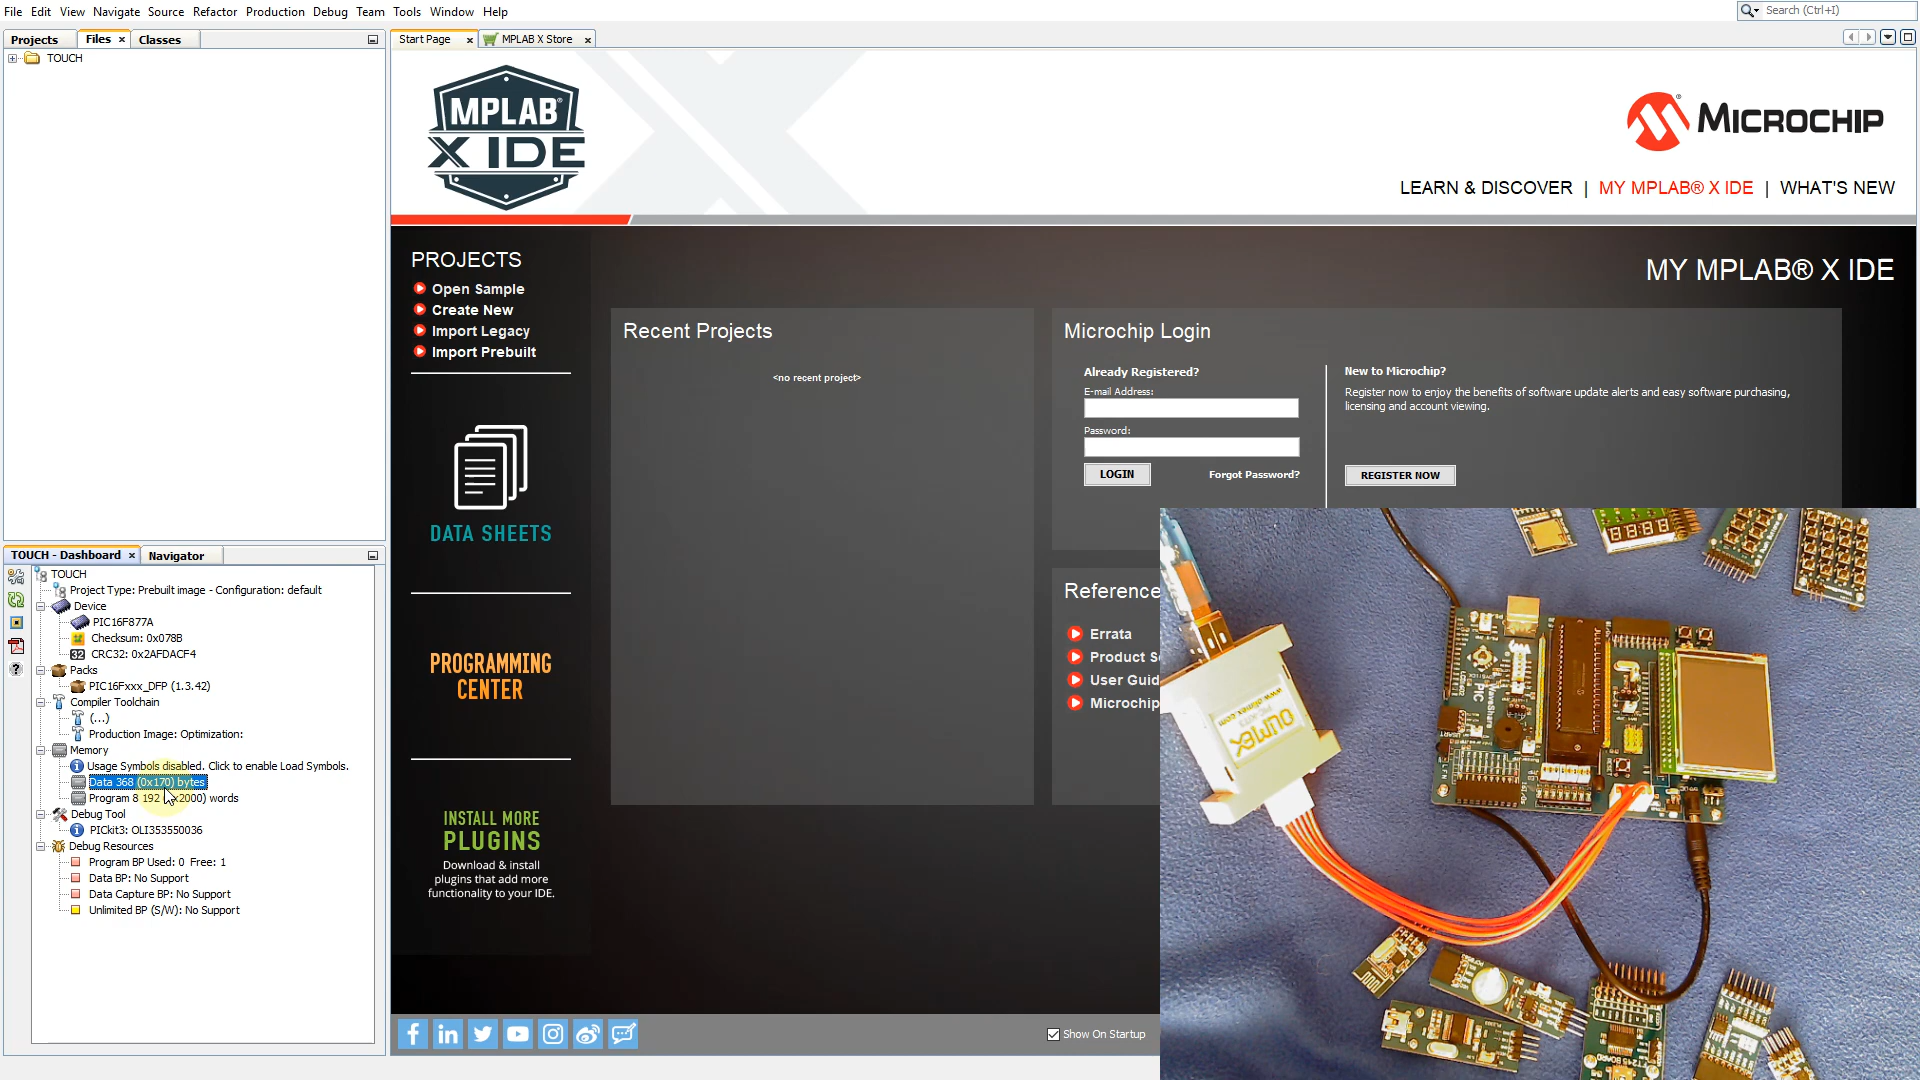 File Edit View Navigate Source Refactor Production Debug Team Tools Window Help
Search (Ctrl+I)
Projects Files Classes
TOUCH
Start Page MPLAB X Store
MPLAB®
X IDE
MICROCHIP
LEARN & DISCOVER | MY MPLAB® X IDE | WHAT'S NEW
MY MPLAB® X IDE
PROJECTS
Open Sample
Create New
Import Legacy
Import Prebuilt
DATA SHEETS
PROGRAMMING
CENTER
INSTALL MORE
PLUGINS
Download & install
plugins that add more
functionality to your IDE.
Recent Projects
<no recent project>
Microchip Login
Already Registered?
E-mail Address:
Password:
LOGIN Forgot Password?
New to Microchip?
Register now to enjoy the benefits of software update alerts and easy software purchasing,
licensing and account viewing.
REGISTER NOW
Reference
Errata
Product S
User Guid
Microchip
Show On Startup
TOUCH - Dashboard Navigator
TOUCH
Project Type: Prebuilt image - Configuration: default
Device
PIC16F877A
Checksum: 0x078B
32 CRC32: 0x2AFDACF4
Packs
PIC16Fxxx_DFP (1.3.42)
Compiler Toolchain
(...)
Production Image: Optimization:
Memory
Usage Symbols disabled. Click to enable Load Symbols.
Data 368 (0x170) bytes
Program 8 192 (0x2000) words
Debug Tool
PICkit3: OLI353550036
Debug Resources
Program BP Used: 0 Free: 1
Data BP: No Support
Data Capture BP: No Support
Unlimited BP (S/W): No Support
www.olimex.com
OLIMEX
WaveShare
PIC